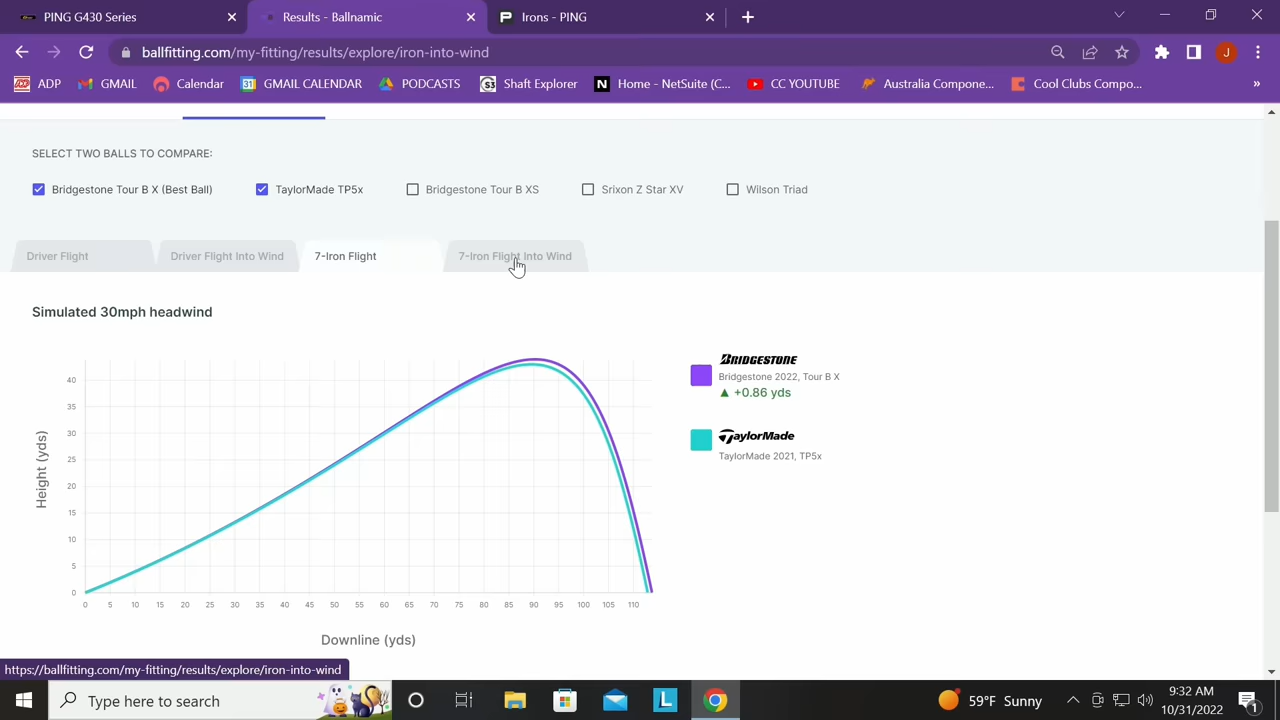 PING G430 Series
Results - Ballnamic
Irons - PING
ballfitting.com/my-fitting/results/explore/iron-into-wind
J
ADP
GMAIL
Calendar
31
GMAIL CALENDAR
PODCASTS
S3
Shaft Explorer
N
Home - NetSuite (C...
CC YOUTUBE
Australia Compone...
Cool Clubs Compo...
»
SELECT TWO BALLS TO COMPARE:
Bridgestone Tour B X (Best Ball)
TaylorMade TP5x
Bridgestone Tour B XS
Srixon Z Star XV
Wilson Triad
Driver Flight
Driver Flight Into Wind
7-Iron Flight
7-Iron Flight Into Wind
Simulated 30mph headwind
40
35
30
25
20
15
10
5
0
Height (yds)
0 5 10 15 20 25 30 35 40 45 50 55 60 65 70 75 80 85 90 95 100 105 110
Downline (yds)
BRIDGESTONE
Bridgestone 2022, Tour B X
▲ +0.86 yds
TaylorMade
TaylorMade 2021, TP5x
https://ballfitting.com/my-fitting/results/explore/iron-into-wind
Type here to search
L
59°F Sunny
9:32 AM
10/31/2022
1